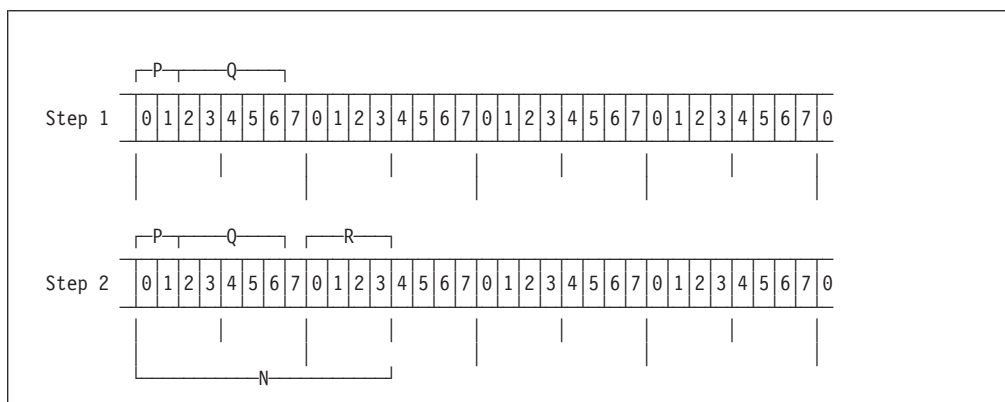 P Q
Step 1 0 1 2 3 4 5 6 7 0 1 2 3 4 5 6 7 0 1 2 3 4 5 6 7 0 1 2 3 4 5 6 7 0
P Q R
Step 2 0 1 2 3 4 5 6 7 0 1 2 3 4 5 6 7 0 1 2 3 4 5 6 7 0 1 2 3 4 5 6 7 0
N